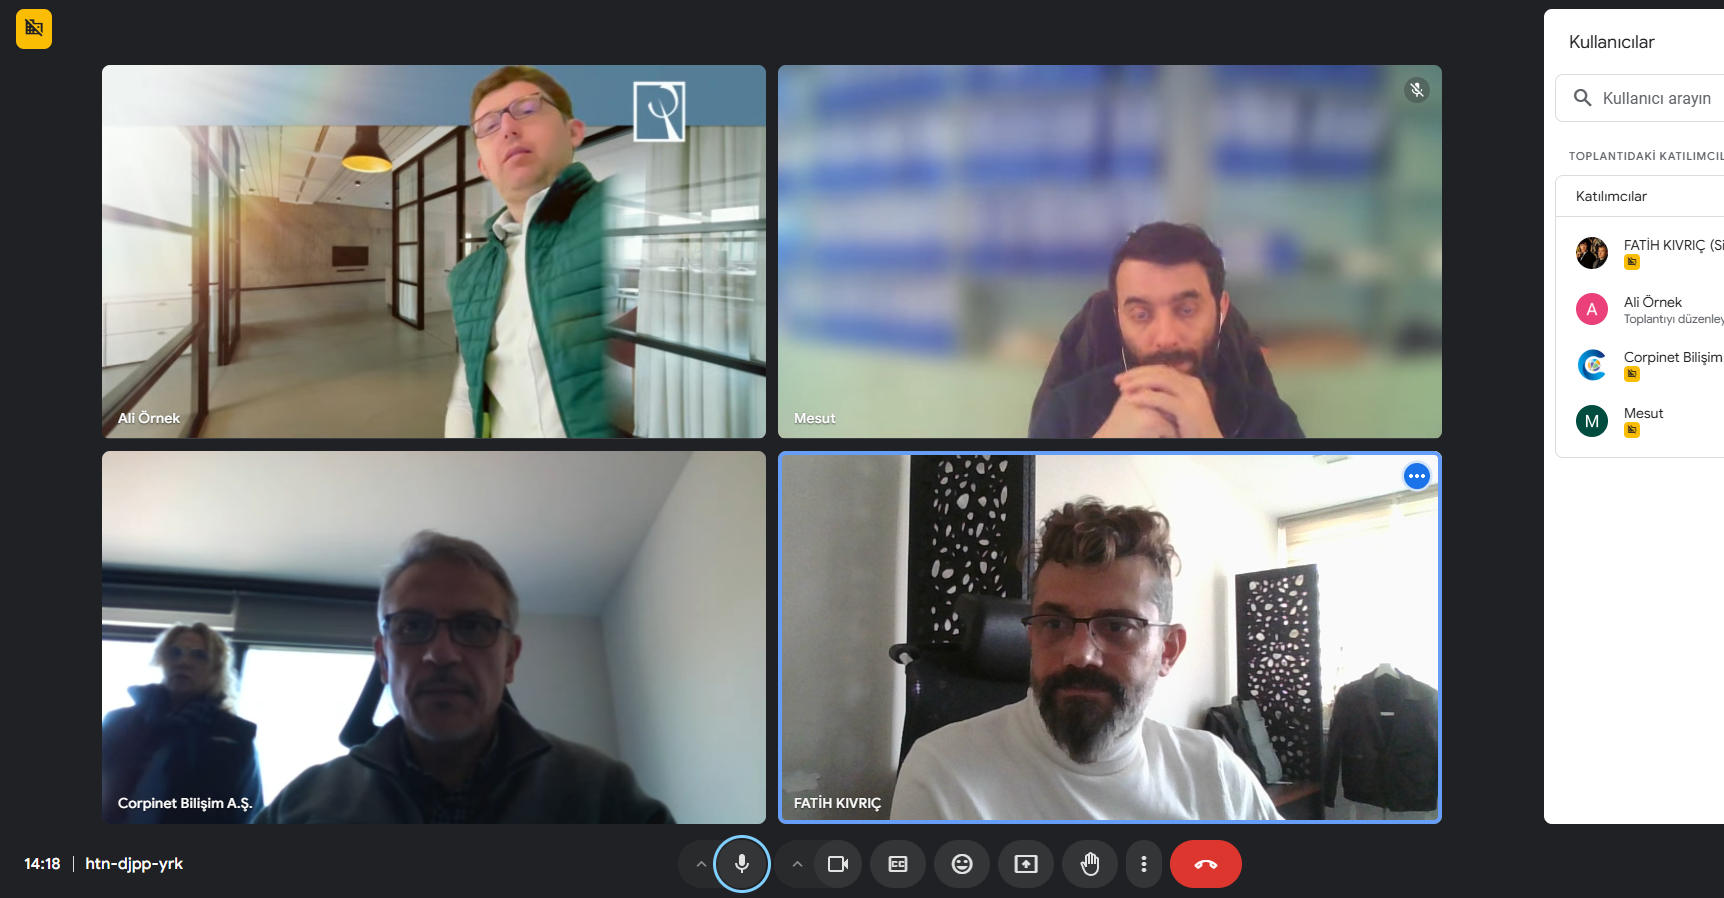 Ali Örnek
Mesut
Corpinet Bilişim A.Ş.
FATİH KIVRIÇ
14:18 | htn-djpp-yrk
Kullanıcılar
Kullanıcı arayın
TOPLANTIDAKİ KATILIMCIL
Katılımcılar
FATİH KIVRIÇ (Si
A
Ali Örnek
Toplantıyı düzenley
Corpinet Bilişim
M
Mesut